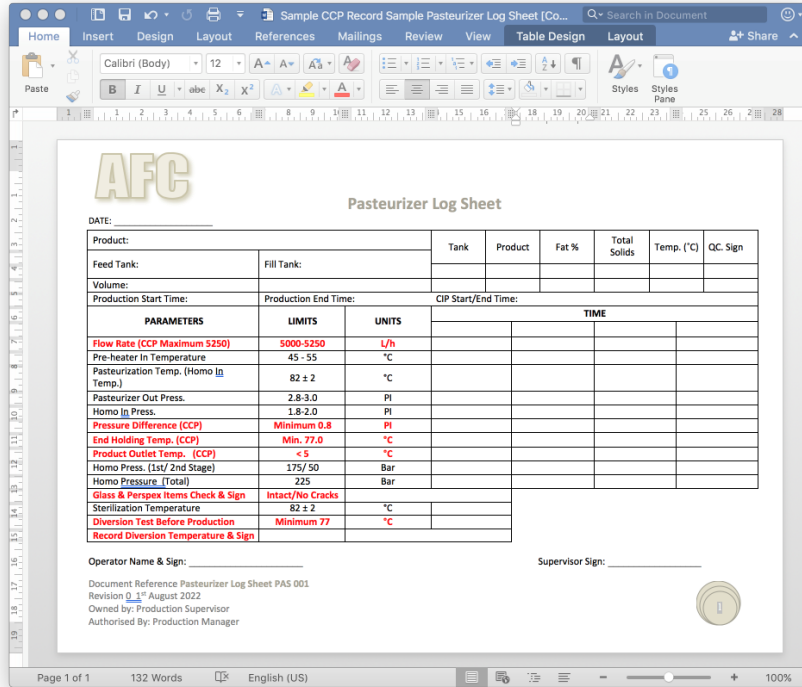 Sample CCP Record Sample Pasteurizer Log Sheet [Co...
Search in Document
Home Insert Design Layout References Mailings Review View Table Design Layout Share
Paste
Calibri (Body) 12
Styles
Styles Pane
AFC
Pasteurizer Log Sheet
DATE:
Product:
Tank Product Fat % Total Solids Temp. (°C) QC. Sign
Feed Tank: Fill Tank:
Volume:
Production Start Time: Production End Time: CIP Start/End Time:
PARAMETERS LIMITS UNITS TIME
Flow Rate (CCP Maximum 5250) 5000-5250 L/h
Pre-heater In Temperature 45 - 55 °C
Pasteurization Temp. (Homo In Temp.) 82 ± 2 °C
Pasteurizer Out Press. 2.8-3.0 PI
Homo In Press. 1.8-2.0 PI
Pressure Difference (CCP) Minimum 0.8 PI
End Holding Temp. (CCP) Min. 77.0 °C
Product Outlet Temp. (CCP) < 5 °C
Homo Press. (1st/ 2nd Stage) 175/ 50 Bar
Homo Pressure (Total) 225 Bar
Glass & Perspex Items Check & Sign Intact/No Cracks
Sterilization Temperature 82 ± 2 °C
Diversion Test Before Production Minimum 77 °C
Record Diversion Temperature & Sign
Operator Name & Sign: Supervisor Sign:
Document Reference Pasteurizer Log Sheet PAS 001
Revision 0 1st August 2022
Owned by: Production Supervisor
Authorised By: Production Manager
Page 1 of 1 132 Words English (US) 100%